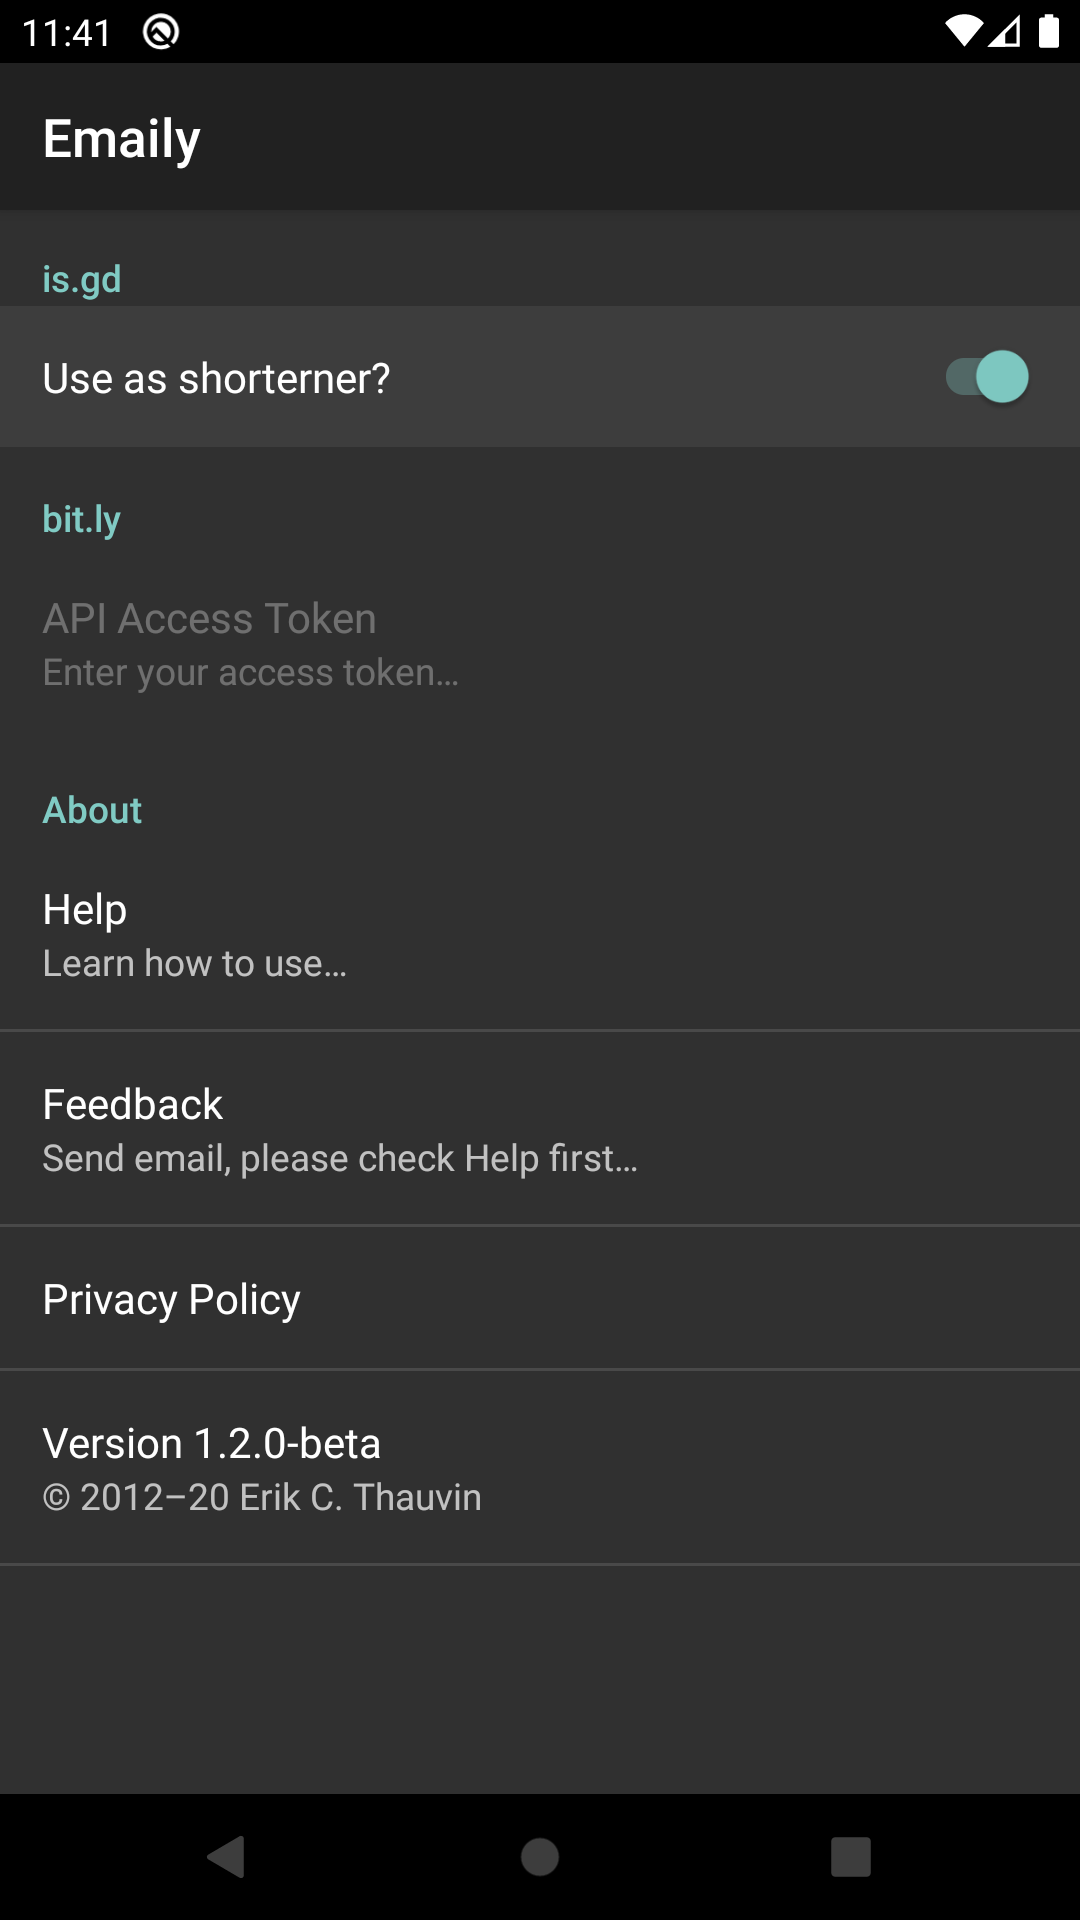 11:41
Emaily
is.gd
Use as shorterner?
bit.ly
API Access Token
Enter your access token…
About
Help
Learn how to use…
Feedback
Send email, please check Help first…
Privacy Policy
Version 1.2.0-beta
© 2012–20 Erik C. Thauvin